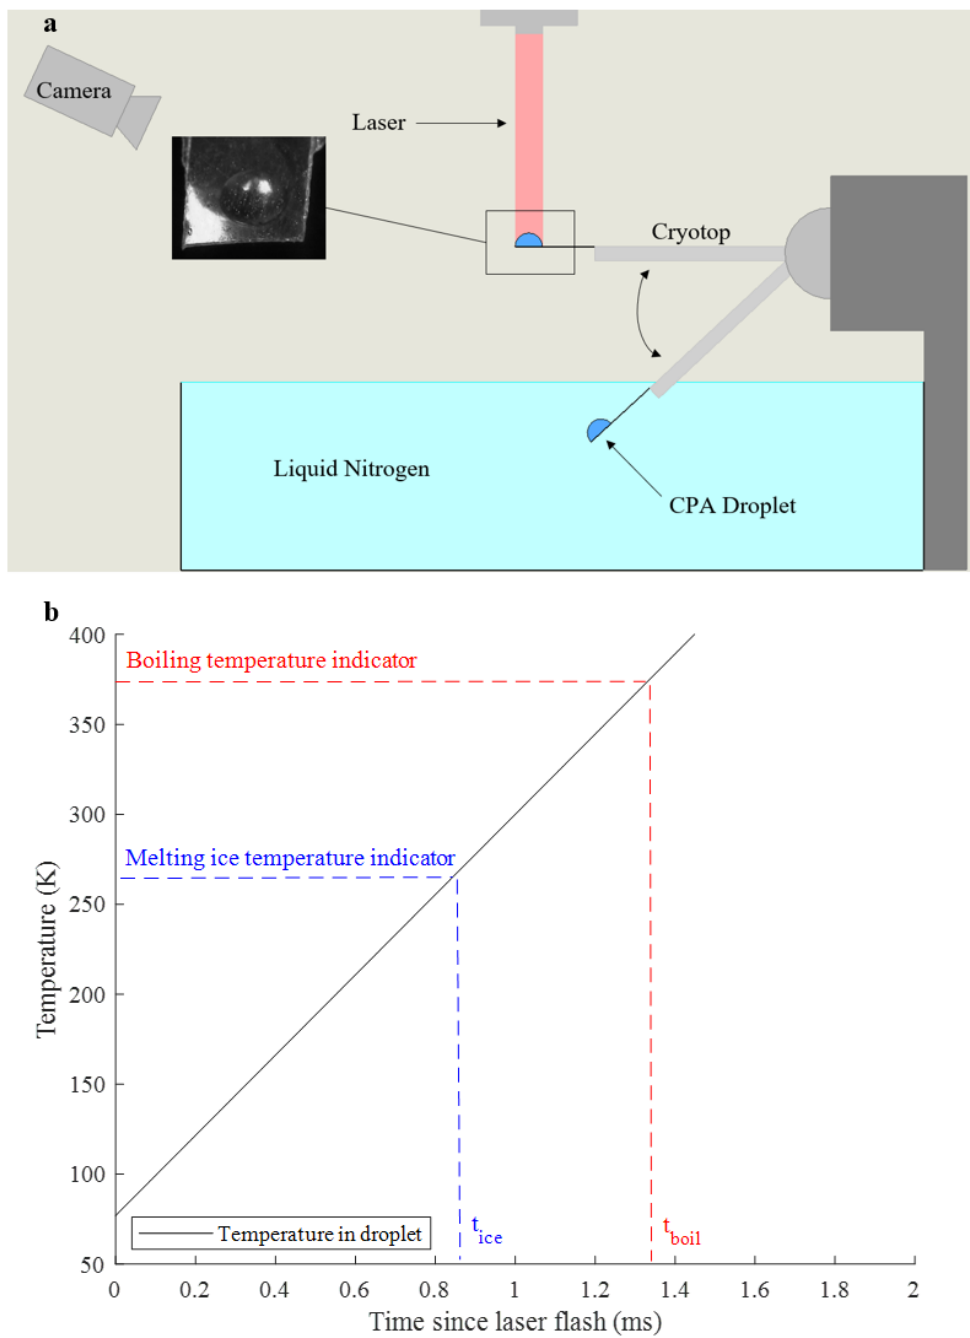 a
Camera
Laser
Cryotop
Liquid Nitrogen
CPA Droplet
b
400
Boiling temperature indicator
350
300
Melting ice temperature indicator
250
Temperature (K)
200
150
100
Temperature in droplet
t_ice
t_boil
50
0 0.2 0.4 0.6 0.8 1 1.2 1.4 1.6 1.8 2
Time since laser flash (ms)